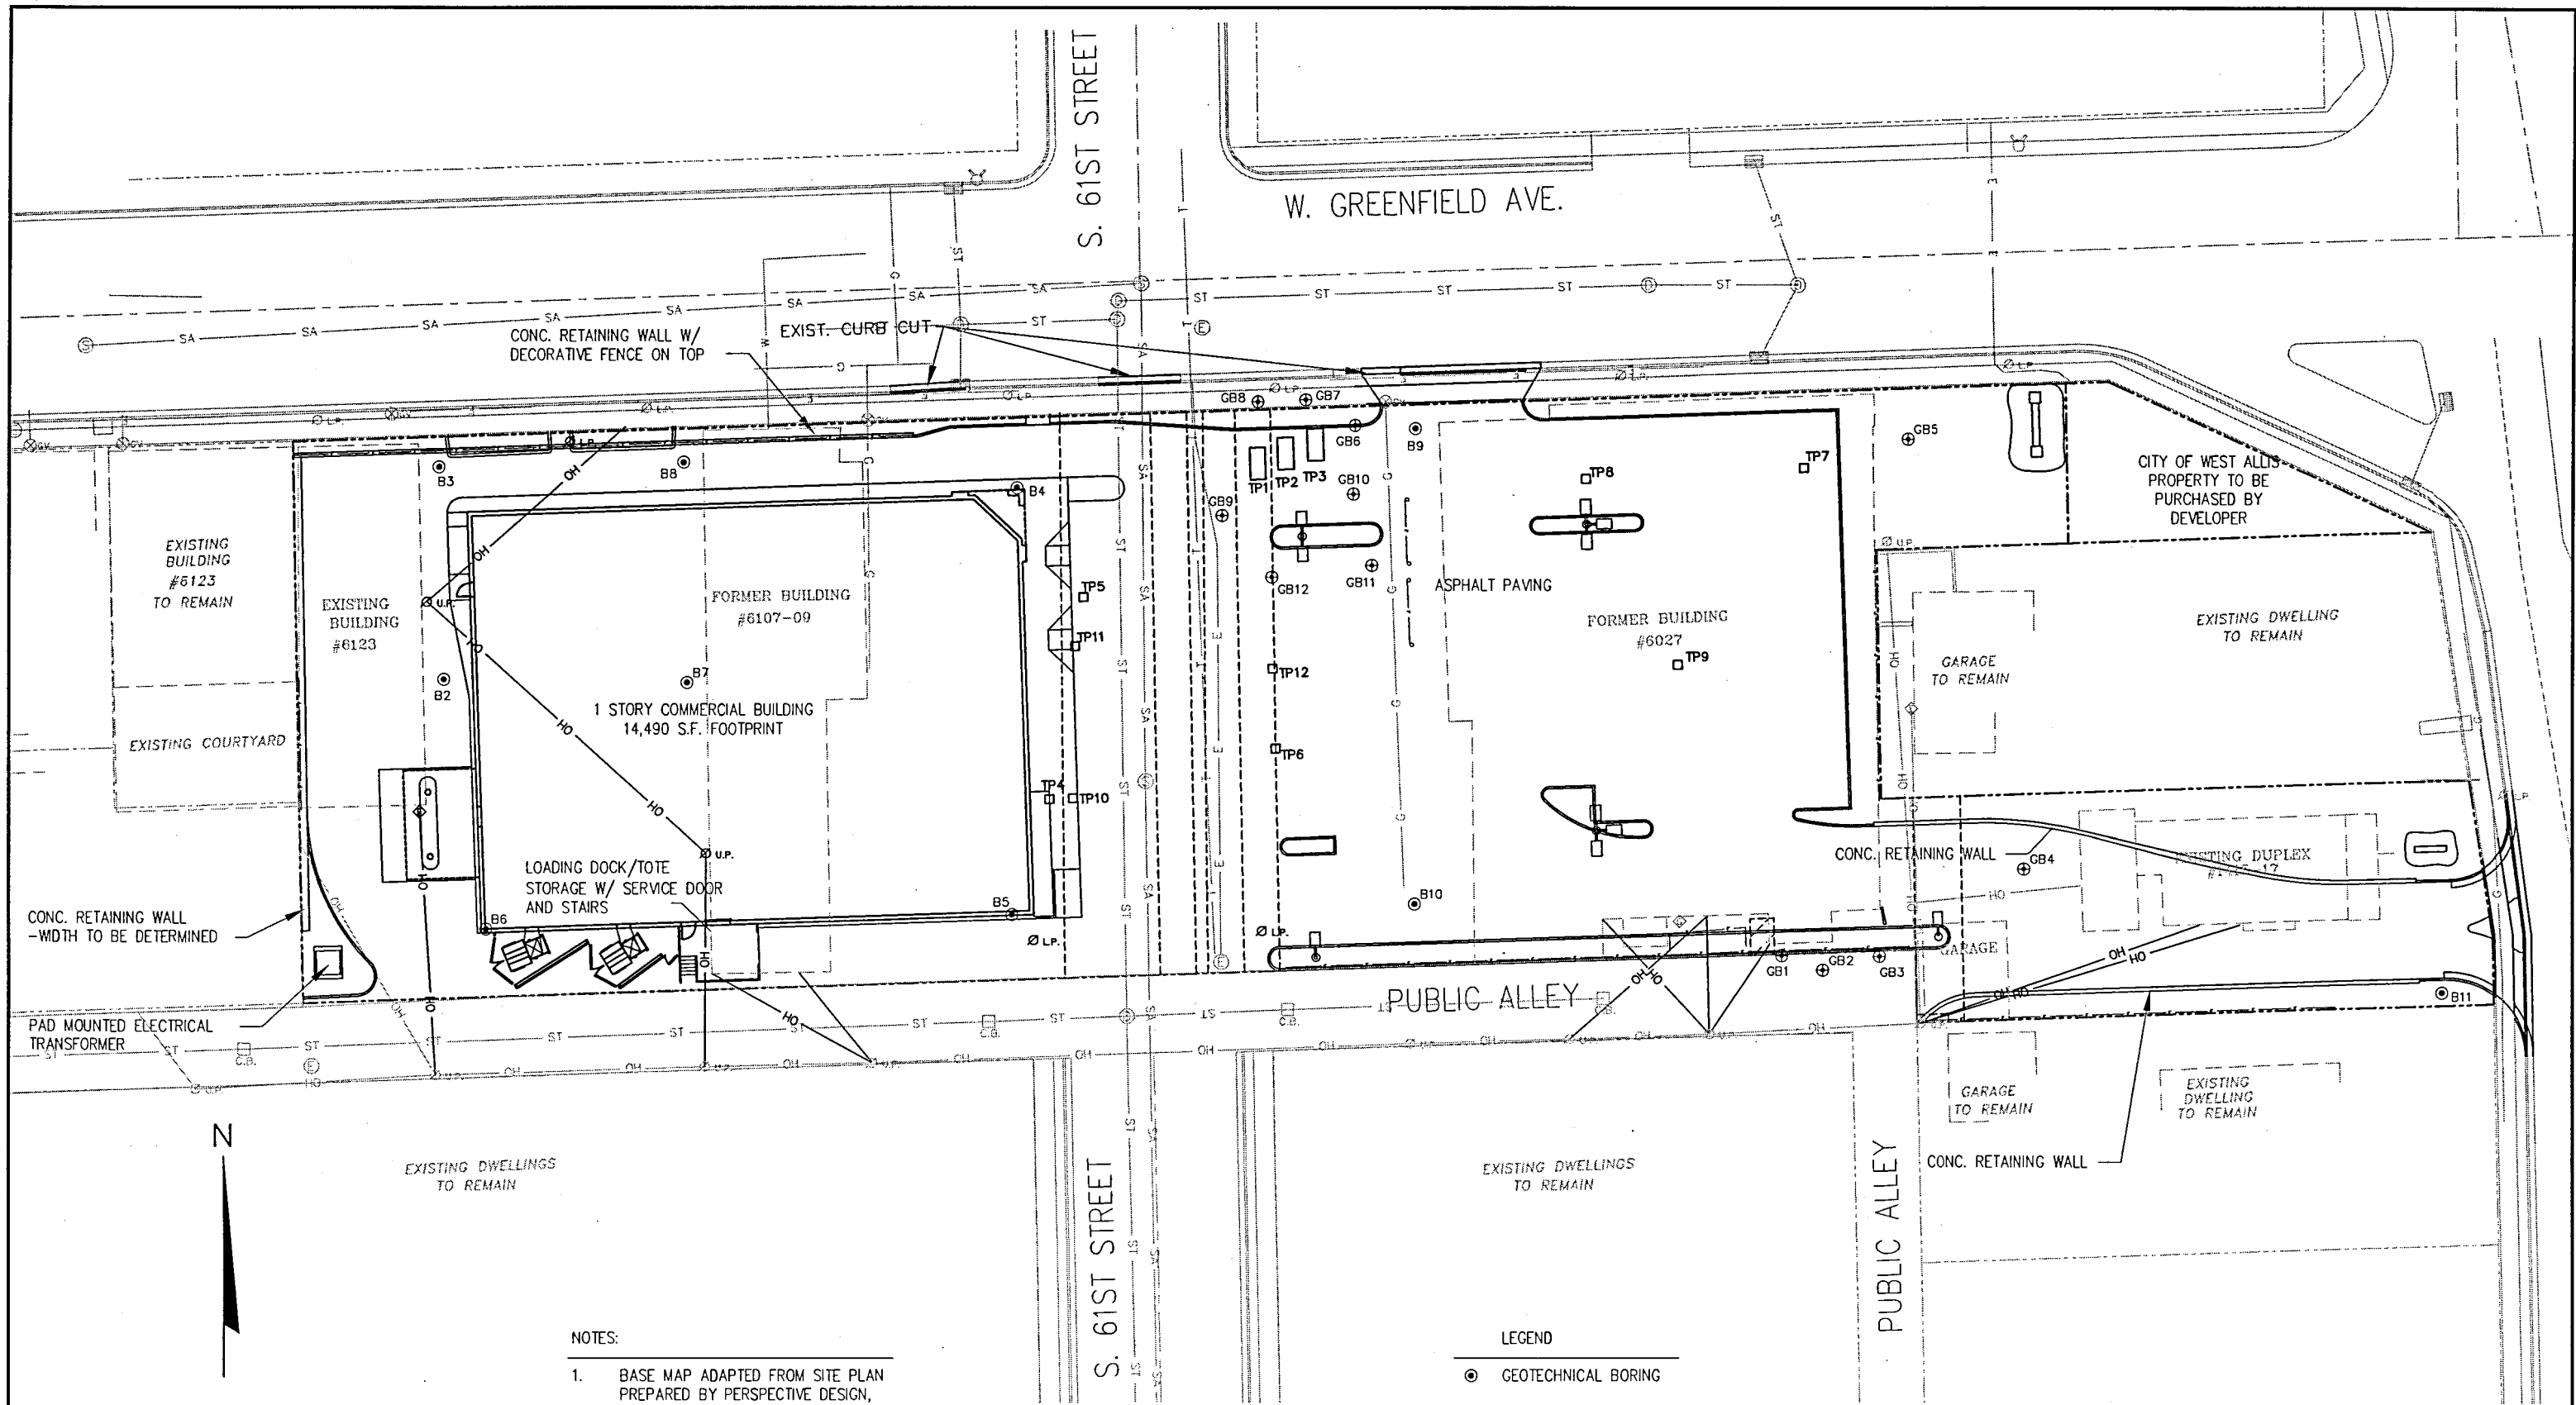 S. 61ST STREET
W. GREENFIELD AVE.
CONC. RETAINING WALL W/
DECORATIVE FENCE ON TOP
EXIST. CURB CUT
GB8
GB7
GB6
B9
GB5
B3
B8
B4
TP1
TP2
TP3
GB10
GB9
TP8
TP7
CITY OF WEST ALLIS
PROPERTY TO BE
PURCHASED BY
DEVELOPER
EXISTING
BUILDING
#6123
TO REMAIN
EXISTING
BUILDING
#6123
U.P.
FORMER BUILDING
#6107-09
TP5
TP11
GB12
GB11
ASPHALT PAVING
FORMER BUILDING
#6027
TP9
U.P.
EXISTING DWELLING
TO REMAIN
GARAGE
TO REMAIN
B2
B7
TP12
1 STORY COMMERCIAL BUILDING
14,490 S.F. FOOTPRINT
EXISTING COURTYARD
TP6
TP4
TP10
U.P.
LOADING DOCK/TOTE
STORAGE W/ SERVICE DOOR
AND STAIRS
CONC. RETAINING WALL
GB4
EXISTING DUPLEX
B6
B5
B10
L.P.
L.P.
CONC. RETAINING WALL
-WIDTH TO BE DETERMINED
GARAGE
GB1
GB2
GB3
B11
PUBLIC ALLEY
PAD MOUNTED ELECTRICAL
TRANSFORMER
C.B.
C.B.
C.B.
C.B.
GARAGE
TO REMAIN
EXISTING
DWELLING
TO REMAIN
N
EXISTING DWELLINGS
TO REMAIN
EXISTING DWELLINGS
TO REMAIN
CONC. RETAINING WALL
S. 61ST STREET
PUBLIC ALLEY
NOTES:
1. BASE MAP ADAPTED FROM SITE PLAN
PREPARED BY PERSPECTIVE DESIGN,
LEGEND
GEOTECHNICAL BORING